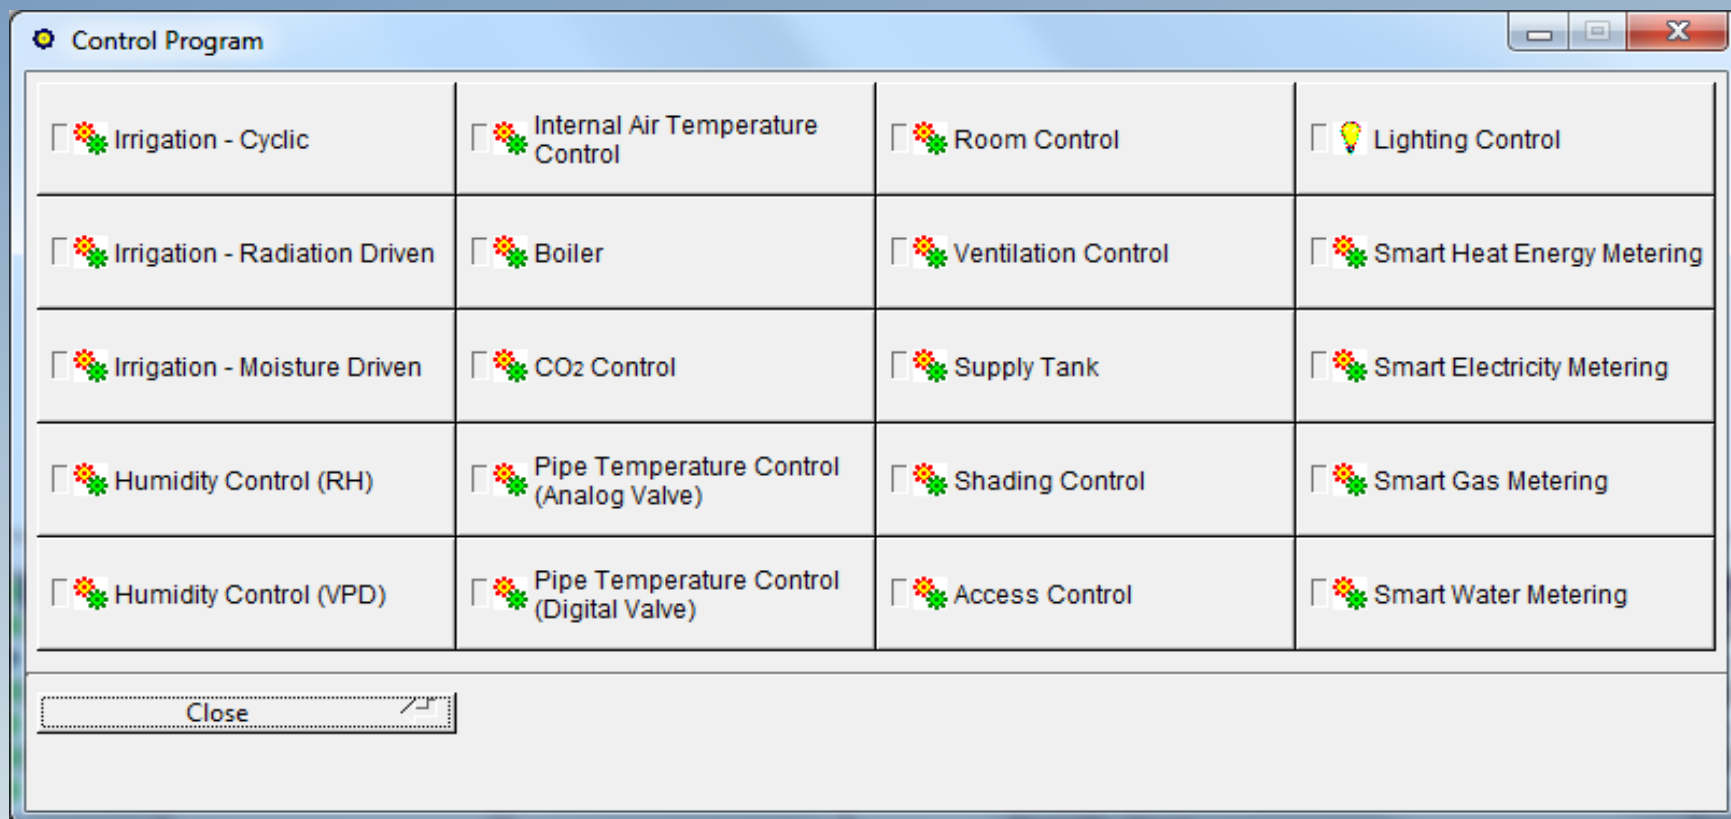 Control Program
Irrigation - Cyclic
Internal Air Temperature
Control
Room Control
Lighting Control
Irrigation - Radiation Driven
Boiler
Ventilation Control
Smart Heat Energy Metering
Irrigation - Moisture Driven
CO₂ Control
Supply Tank
Smart Electricity Metering
Humidity Control (RH)
Pipe Temperature Control
(Analog Valve)
Shading Control
Smart Gas Metering
Humidity Control (VPD)
Pipe Temperature Control
(Digital Valve)
Access Control
Smart Water Metering
Close